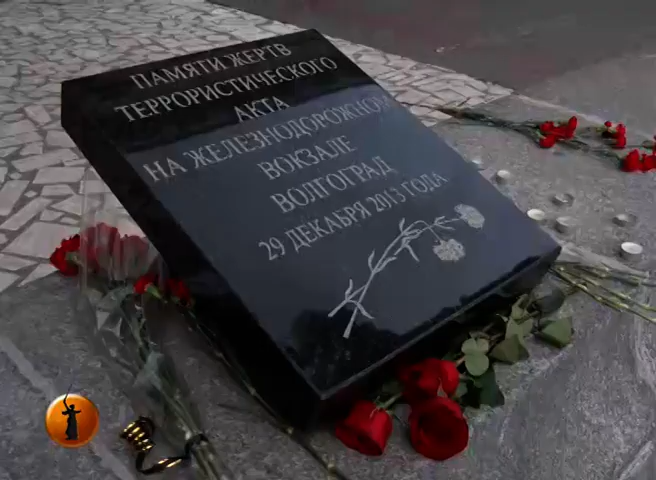 ПАМЯТИ ЖЕРТВ
ТЕРРОРИСТИЧЕСКОГО
АКТА
НА ЖЕЛЕЗНОДОРОЖНОМ
ВОКЗАЛЕ
ВОЛГОГРАД
29 ДЕКАБРЯ 2013 ГОДА